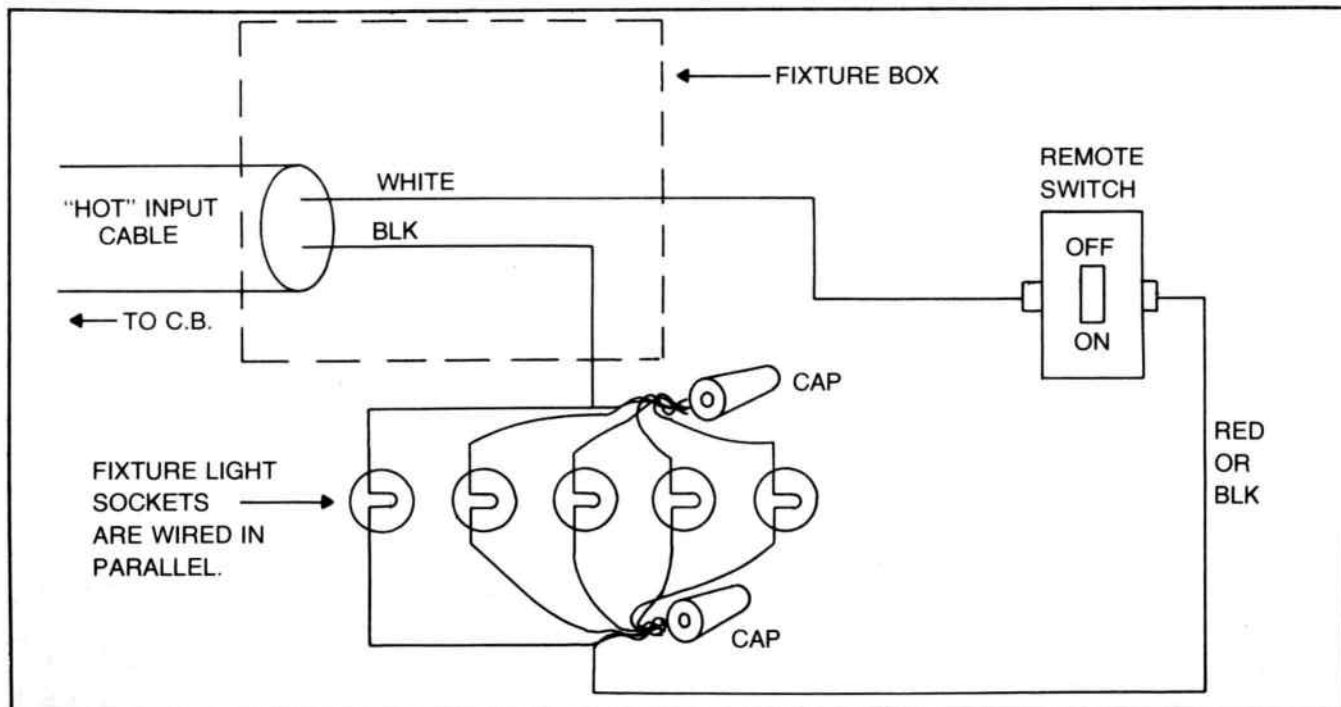 FIXTURE BOX
WHITE
BLK
"HOT" INPUT
CABLE
TO C.B.
REMOTE
SWITCH
OFF
ON
CAP
RED
OR
BLK
FIXTURE LIGHT
SOCKETS
ARE WIRED IN
PARALLEL.
CAP